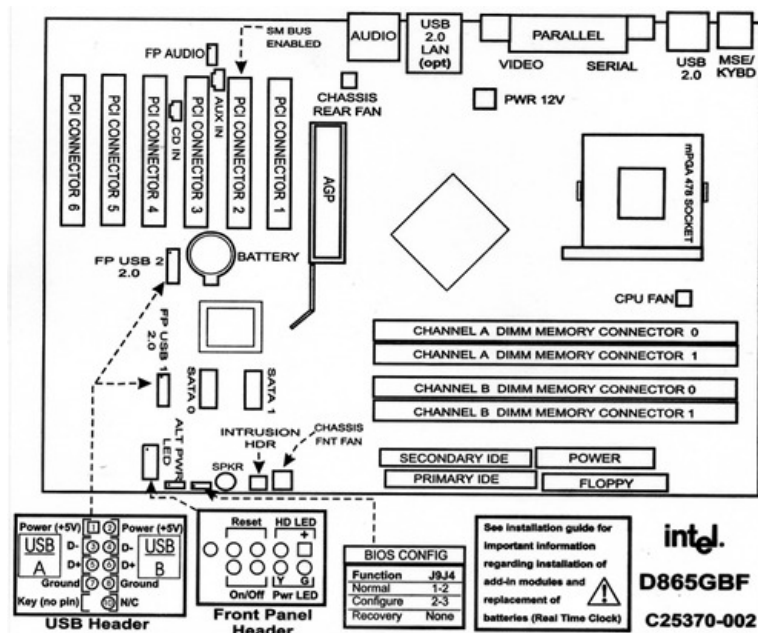 SM BUS
ENABLED
FP AUDIO
AUDIO
USB
2.0
LAN
(opt)
PARALLEL
VIDEO
SERIAL
USB
2.0
MSE/
KYBD
CHASSIS
REAR FAN
PWR 12V
PCI CONNECTOR 6
PCI CONNECTOR 5
PCI CONNECTOR 4
CD IN
PCI CONNECTOR 3
AUX IN
PCI CONNECTOR 2
PCI CONNECTOR 1
AGP
mPGA 478 SOCKET
FP USB 2
2.0
BATTERY
CPU FAN
FP USB 1
2.0
SATA 0
SATA 1
CHANNEL A DIMM MEMORY CONNECTOR 0
CHANNEL A DIMM MEMORY CONNECTOR 1
CHANNEL B DIMM MEMORY CONNECTOR 0
CHANNEL B DIMM MEMORY CONNECTOR 1
ALT PWR
LED
SPKR
INTRUSION
HDR
CHASSIS
FNT FAN
SECONDARY IDE
POWER
PRIMARY IDE
FLOPPY
Power (+5V) 1 2 Power (+5V)
USB
A
D- 3 4 D-
D+ 5 6 D+
USB
B
Ground 7 8 Ground
Key (no pin) 10 N/C
USB Header
Reset HD LED
+
Y G
On/Off Pwr LED
Front Panel
Header
BIOS CONFIG
Function J9J4
Normal 1-2
Configure 2-3
Recovery None
See installation guide for
important information
regarding installation of
add-in modules and
replacement of
batteries (Real Time Clock)
!
intel.
D865GBF
C25370-002